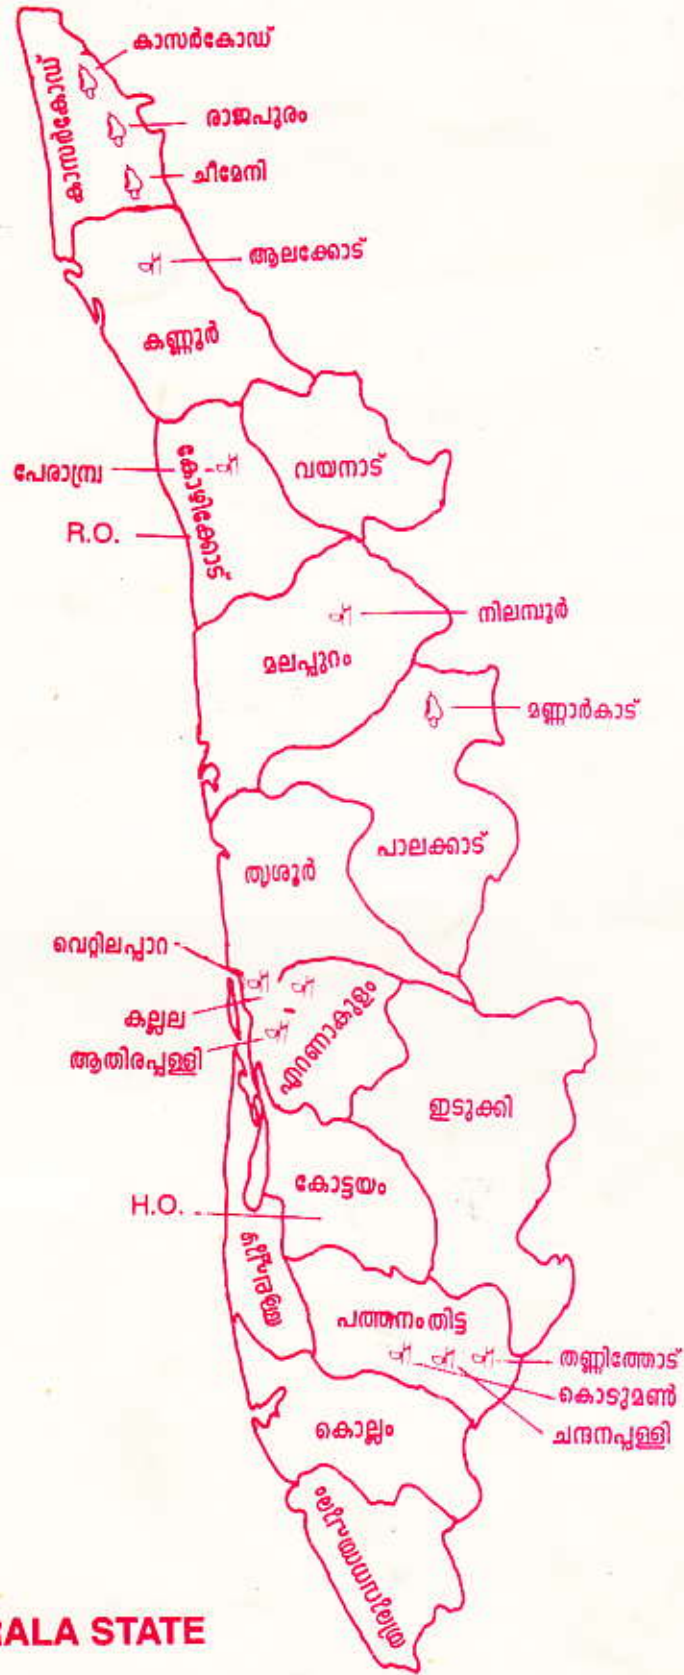 കാസർകോഡ്
കാസർകോഡ്
രാജപുരം
ചീമേനി
ആലക്കോട്
കണ്ണൂർ
വയനാട്
കോഴിക്കോട്
പേരാമ്പ്ര
R.O.
നിലമ്പൂർ
മലപ്പുറം
മണ്ണാർകാട്
പാലക്കാട്
തൃശൂർ
വെറ്റിലപ്പാറ
കല്ലല
ആതിരപ്പള്ളി
എറണാകുളം
ഇടുക്കി
കോട്ടയം
H.O.
ആലപ്പുഴ
പത്തനംതിട്ട
തണ്ണിത്തോട്
കൊടുമൺ
ചന്ദനപ്പള്ളി
കൊല്ലം
തിരുവനന്തപുരം
RALA STATE